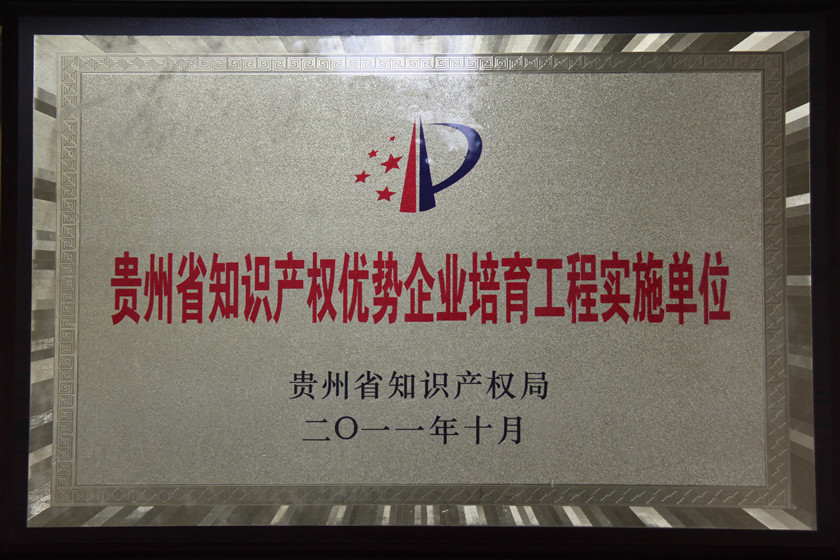 贵州省知识产权优势企业培育工程实施单位
贵州省知识产权局
二〇一一年十月